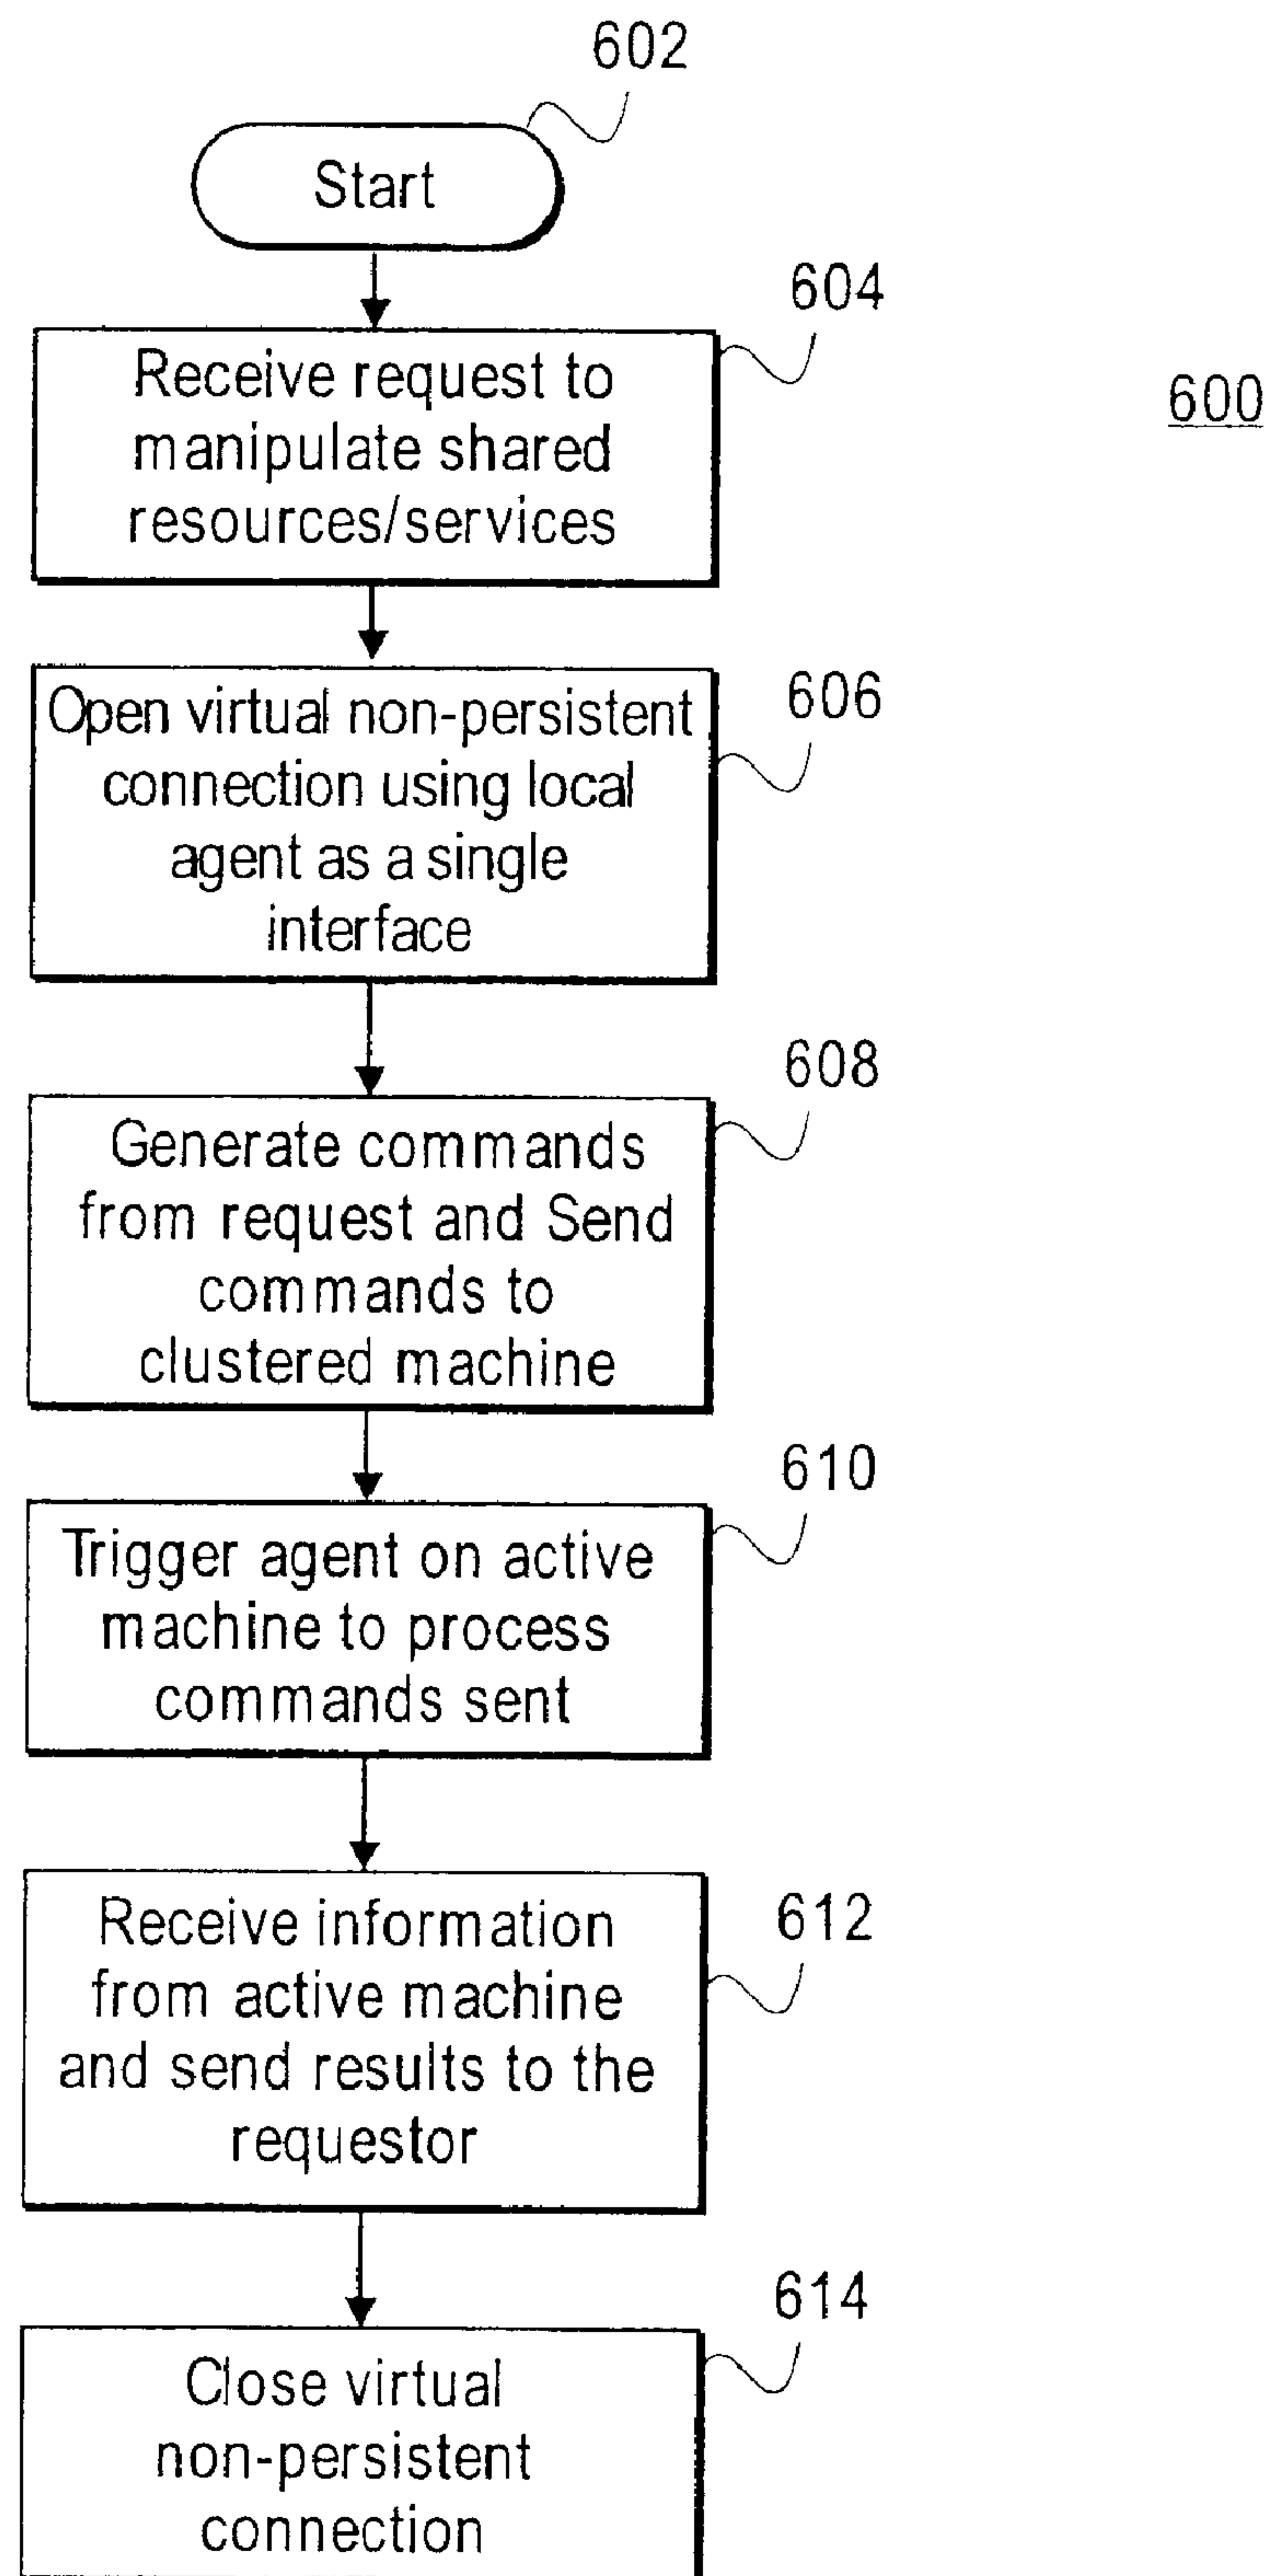 602
Start
604
Receive request to
manipulate shared
resources/services
600
606
Open virtual non-persistent
connection using local
agent as a single
interface
608
Generate commands
from request and Send
commands to
clustered machine
610
Trigger agent on active
machine to process
commands sent
612
Receive information
from active machine
and send results to the
requestor
614
Close virtual
non-persistent
connection